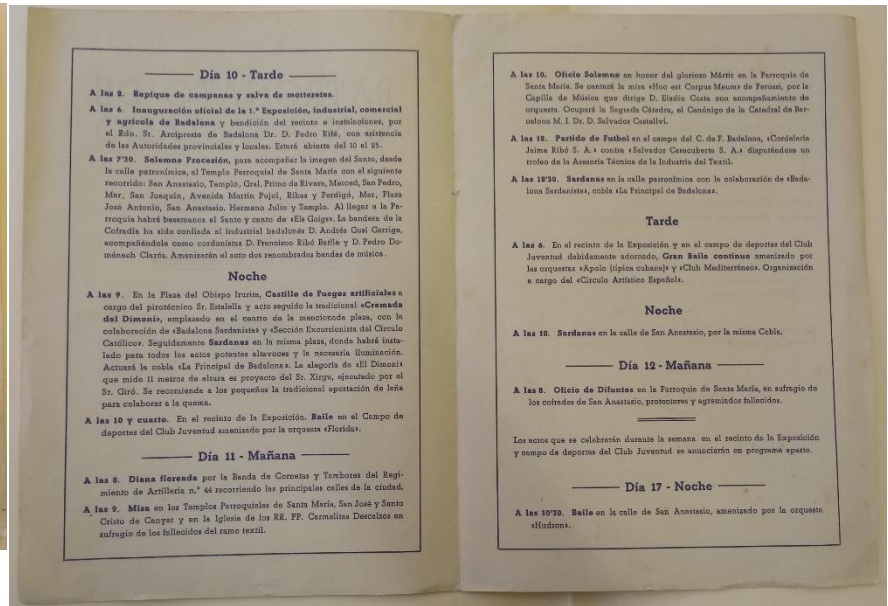 Día 10 - Tarde
A las 2. Repique de campanas y salva de morteretes.
A las 6. Inauguración oficial de la 1.ª Exposición, industrial, comercial
y agrícola de Badalona y bendición del recinto e instalaciones, por
el Rdo. Sr. Arcipreste de Badalona Dr. D. Pedro Rifé, con asistencia
de las Autoridades provinciales y locales. Estará abierta del 10 al 25.
A las 7'30. Solemne Procesión, para acompañar la imagen del Santo, desde
la calle patronímica, el Templo Parroquial de Santa María con el siguiente
recorrido: San Anastasio, Templo, Gral. Primo de Rivera, Merced, San Pedro,
Mar, San Joaquín, Avenida Martín Pujol, Ribas y Perdigó, Mar, Plaza
José Antonio, San Anastasio, Hermano Julio y Templo. Al llegar a la Pa-
rroquia habrá besamanos al Santo y canto de «Els Goigs». La bandera de la
Cofradía ha sido confiada al industrial badalonés D. Andrés Gusi Garriga,
acompañándole como cordonistas D. Francisco Ribó Batlle y D. Pedro Do-
ménech Clarós. Amenizarán el acto dos renombradas bandas de música.
Noche
A las 9. En la Plaza del Obispo Irurita, Castillo de Fuegos artificiales a
cargo del pirotécnico Sr. Estalella y acto seguido la tradicional «Cremada
del Dimoni», emplazado en el centro de la mencionada plaza, con la
colaboración de «Badalona Sardanista» y «Sección Excursionista del Círculo
Católico». Seguidamente Sardanas en la misma plaza, donde habrá insta-
lado para todos los actos potentes altavoces y la necesaria iluminación.
Actuará la cobla «La Principal de Badalona». La alegoría de «El Dimoni»
que mide 11 metros de altura es proyecto del Sr. Xirgu, ejecutado por el
Sr. Giró. Se recomienda a los pequeños la tradicional aportación de leña
para colaborar a la quema.
A las 10 y cuarto. En el recinto de la Exposición. Baile en el Campo de
deportes del Club Juventud amenizado por la orquesta «Florida».
Día 11 - Mañana
A las 8. Diana floreada por la Banda de Cornetas y Tambores del Regi-
miento de Artillería n.º 44 recorriendo las principales calles de la ciudad.
A las 9. Misa en los Templos Parroquiales de Santa María, San José y Santo
Cristo de Canyet y en la Iglesia de los RR. PP. Carmelitas Descalzos en
sufragio de los fallecidos del ramo textil.
A las 10. Oficio Solemne en honor del glorioso Mártir en la Parroquia de
Santa María. Se cantará la misa «Hoc est Corpus Meum» de Perossi, por la
Capilla de Música que dirige D. Eladio Costa con acompañamiento de
orquesta. Ocupará la Sagrada Cátedra, el Canónigo de la Catedral de Bar-
celona M. I. Dr. D. Salvador Castellví.
A las 12. Partido de Futbol en el campo del C. de F. Badalona, «Cordelería
Jaime Ribó S. A.» contra «Salvador Casacuberta S. A.» disputándose un
trofeo de la Asesoría Técnica de la Industria del Textil.
A las 12'30. Sardanas en la calle patronímica con la colaboración de «Bada-
lona Sardanista», cobla «La Principal de Badalona».
Tarde
A las 6. En el recinto de la Exposición y en el campo de deportes del Club
Juventud debidamente adornado, Gran Baile continuo amenizado por
las orquestas «Apolo (típica cubana)» y «Club Mediterráneo». Organización
a cargo del «Círculo Artístico Español».
Noche
A las 10. Sardanas en la calle de San Anastasio, por la misma Cobla.
Día 12 - Mañana
A las 8. Oficio de Difuntos en la Parroquia de Santa María, en sufragio de
los cofrades de San Anastasio, protectores y agremiados fallecidos.
Los actos que se celebrarán durante la semana en el recinto de la Exposición
y campo de deportes del Club Juventud se anunciarán en programa aparte.
Día 17 - Noche
A las 10'30. Baile en la calle de San Anastasio, amenizado por la orquesta
«Hudson».